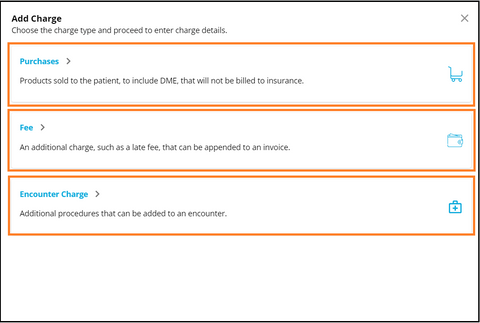 Add Charge
Choose the charge type and proceed to enter charge details.
Purchases
Products sold to the patient, to include DME, that will not be billed to insurance.
Fee
An additional charge, such as a late fee, that can be appended to an invoice.
Encounter Charge
Additional procedures that can be added to an encounter.